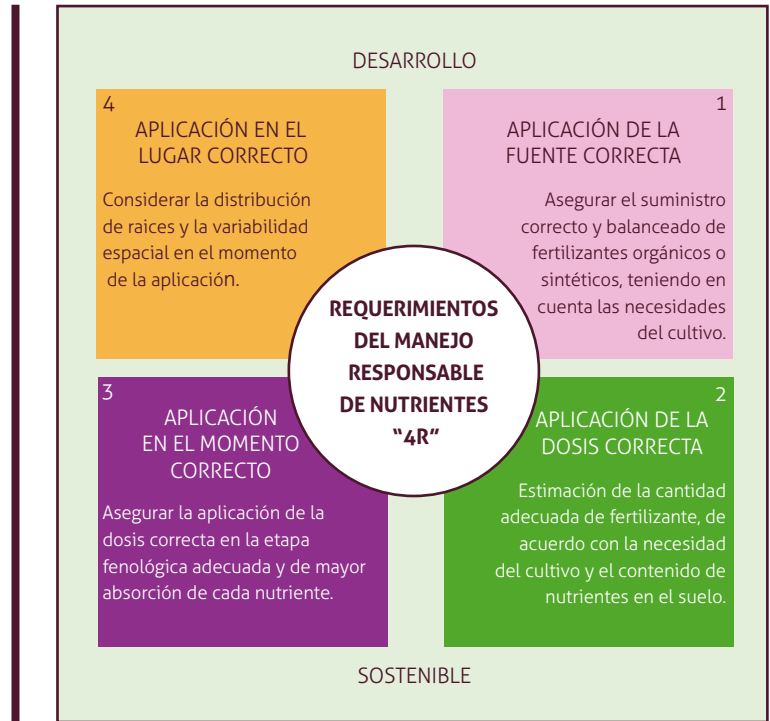 DESARROLLO
4
APLICACIÓN EN EL
LUGAR CORRECTO
Considerar la distribución
de raices y la variabilidad
espacial en el momento
de la aplicación.
1
APLICACIÓN DE LA
FUENTE CORRECTA
Asegurar el suministro
correcto y balanceado de
fertilizantes orgánicos o
sintéticos, teniendo en
cuenta las necesidades
del cultivo.
REQUERIMIENTOS
DEL MANEJO
RESPONSABLE
DE NUTRIENTES
“4R”
3
APLICACIÓN
EN EL MOMENTO
CORRECTO
Asegurar la aplicación de la
dosis correcta en la etapa
fenológica adecuada y de mayor
absorción de cada nutriente.
2
APLICACIÓN DE LA
DOSIS CORRECTA
Estimación de la cantidad
adecuada de fertilizante, de
acuerdo con la necesidad
del cultivo y el contenido de
nutrientes en el suelo.
SOSTENIBLE